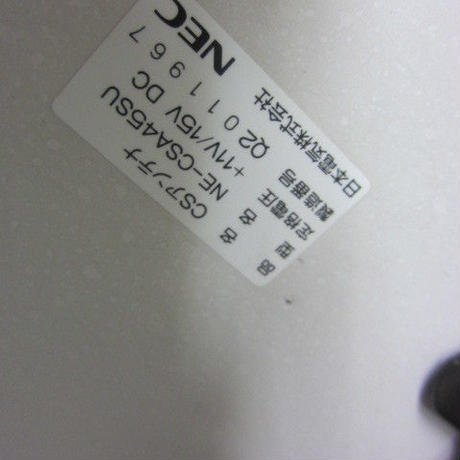 品 名 CSアンテナ
型 名 NE-CSA45SU
定格電圧 +11V/15V DC
製造番号 Q2011967
日本電気株式会社 NEC